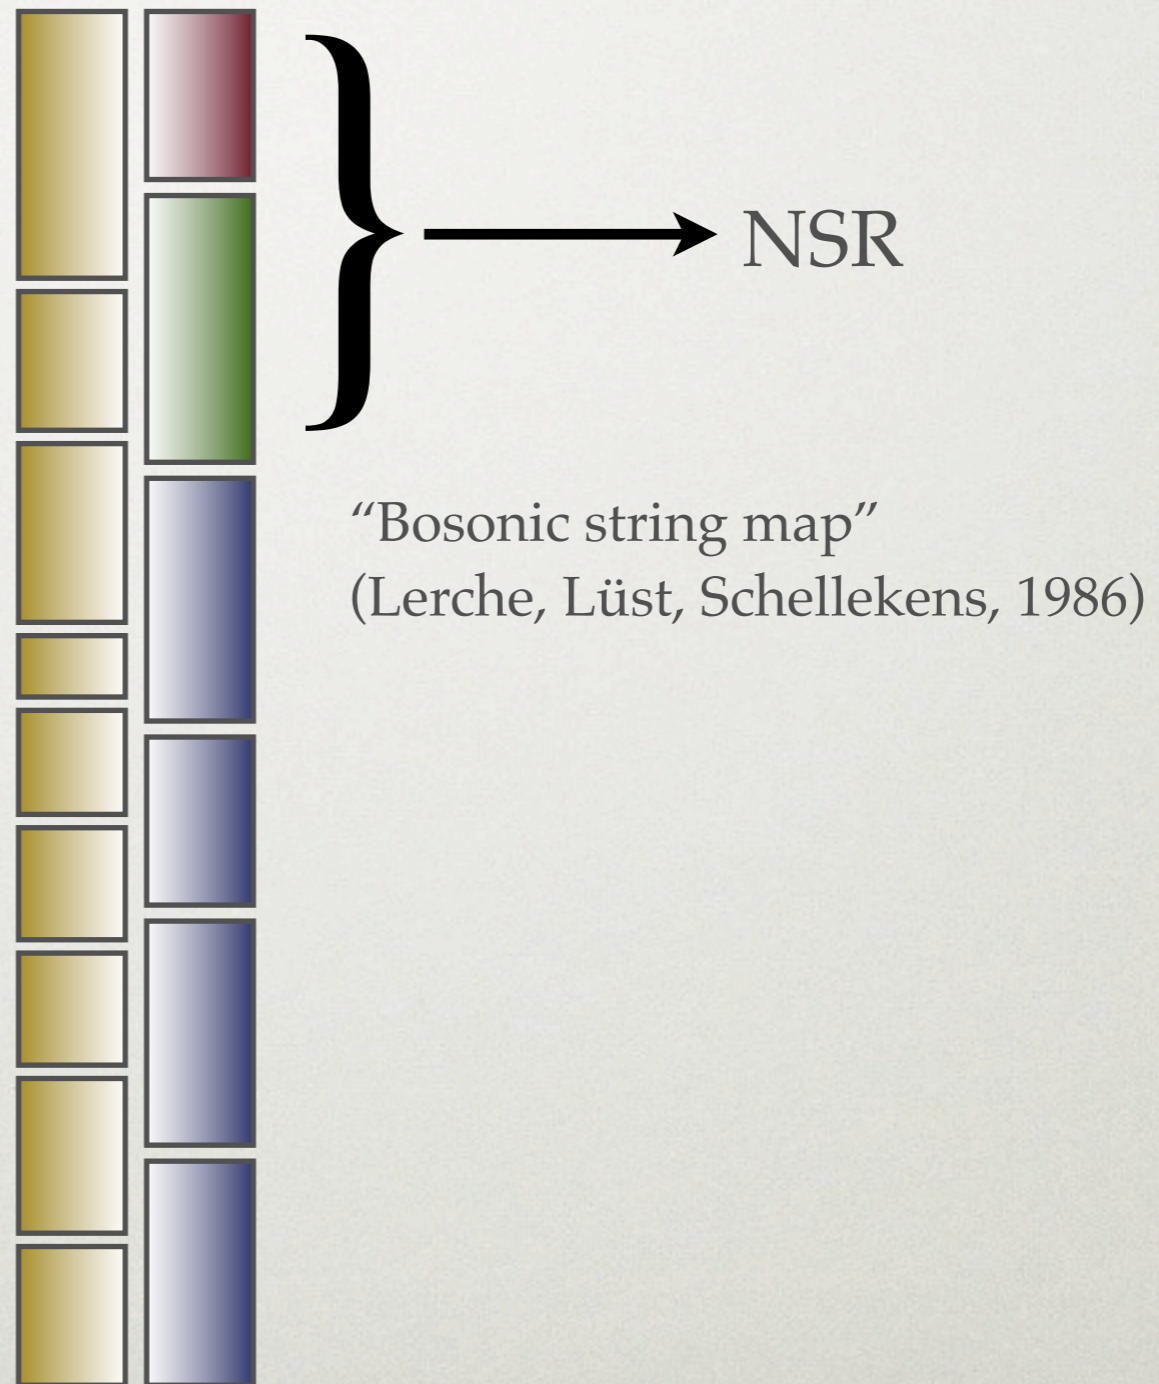 NSR
“Bosonic string map”
(Lerche, Lüst, Schellekens, 1986)